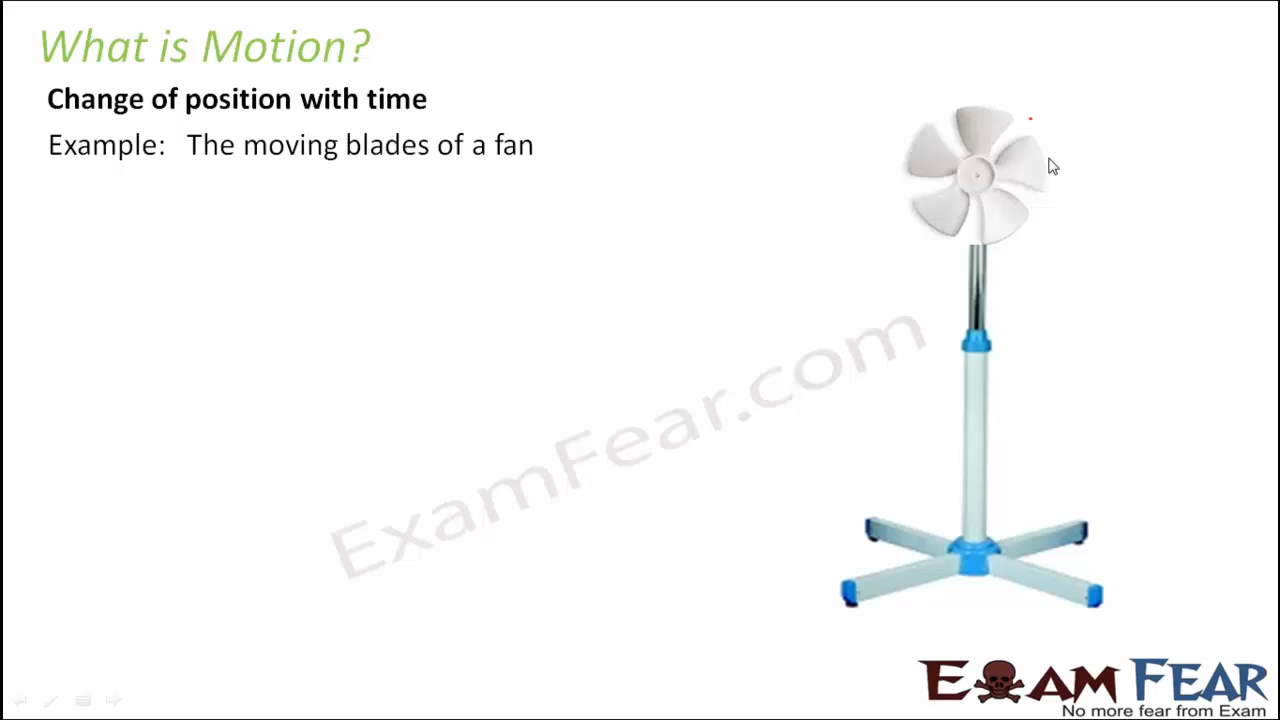 What is Motion?
Change of position with time
Example: The moving blades of a fan
ExamFear.com
EXAM FEAR
No more fear from Exam